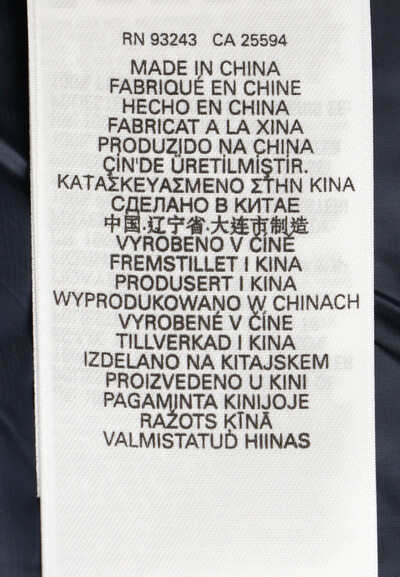 RN 93243 CA 25594
MADE IN CHINA
FABRIQUÉ EN CHINE
HECHO EN CHINA
FABRICAT A LA XINA
PRODUZIDO NA CHINA
ÇİN'DE ÜRETİLMİŞTİR.
ΚΑΤΑΣΚΕΥΑΣΜΕΝΟ ΣΤΗΝ ΚΙΝΑ
СДЕЛАНО В КИТАЕ
中国.辽宁省.大连市制造
VYROBENO V ČÍNĚ
FREMSTILLET I KINA
PRODUSERT I KINA
WYPRODUKOWANO W CHINACH
VYROBENÉ V ČÍNE
TILLVERKAD I KINA
IZDELANO NA KITAJSKEM
PROIZVEDENO U KINI
PAGAMINTA KINIJOJE
RAŽOTS ĶĪNĀ
VALMISTATUD HIINAS